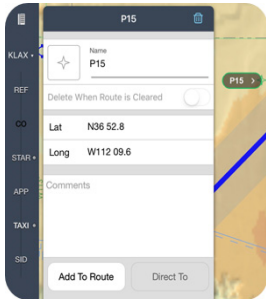 P15
KLAX
Name
P15
P15 >
REF
Delete When Route is Cleared
∞
Lat N36 52.8
STAR
Long W112 09.6
APP
Comments
TAXI
SID
Add To Route
Direct To